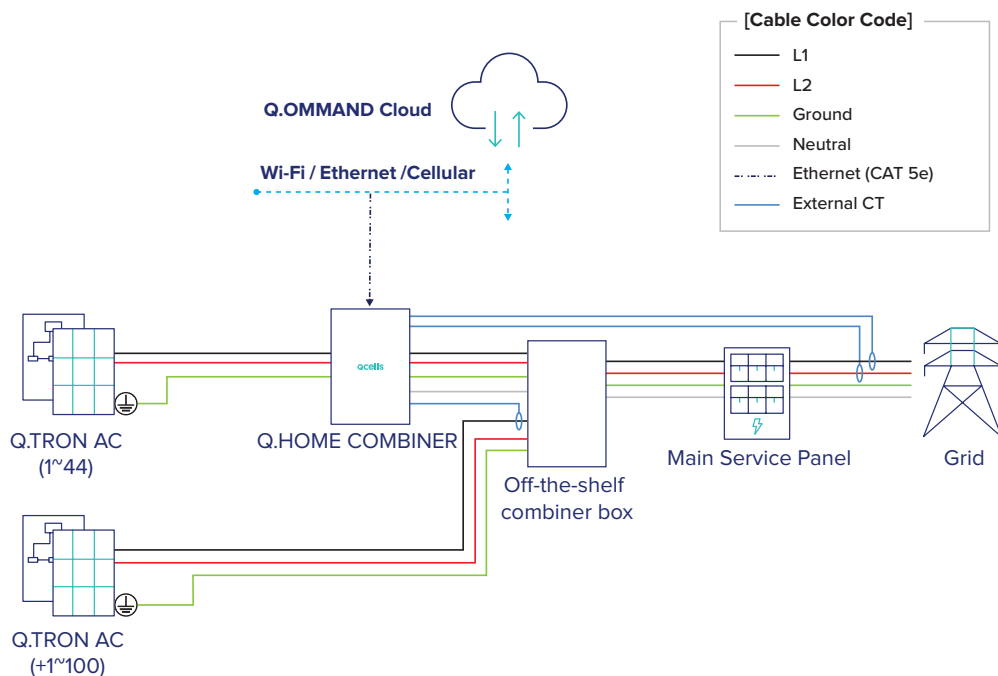 [Cable Color Code]
L1
L2
Ground
Neutral
Ethernet (CAT 5e)
External CT
Q.OMMAND Cloud
Wi-Fi / Ethernet /Cellular
qcells
Q.TRON AC
(1~44)
Q.HOME COMBINER
Off-the-shelf
combiner box
Main Service Panel
Grid
Q.TRON AC
(+1~100)